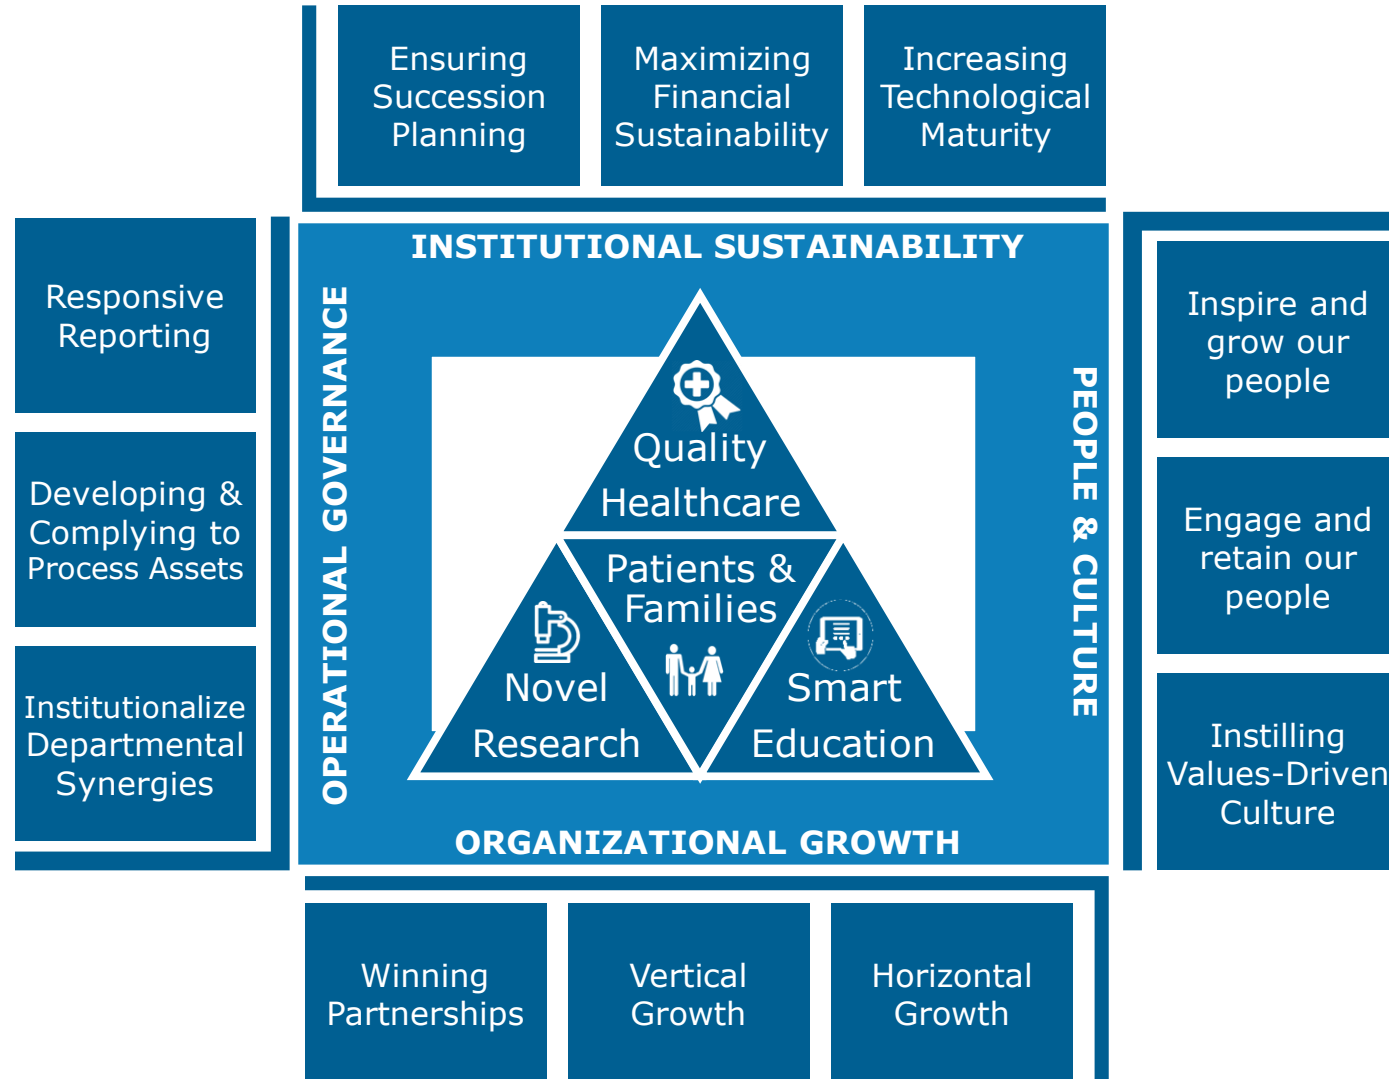 Ensuring
Succession
Planning
Maximizing
Financial
Sustainability
Increasing
Technological
Maturity
Responsive
Reporting
Developing &
Complying to
Process Assets
Institutionalize
Departmental
Synergies
INSTITUTIONAL SUSTAINABILITY
OPERATIONAL GOVERNANCE
Quality
Healthcare
Patients &
Families
Novel
Research
Smart
Education
PEOPLE & CULTURE
ORGANIZATIONAL GROWTH
Inspire and
grow our
people
Engage and
retain our
people
Instilling
Values-Driven
Culture
Winning
Partnerships
Vertical
Growth
Horizontal
Growth